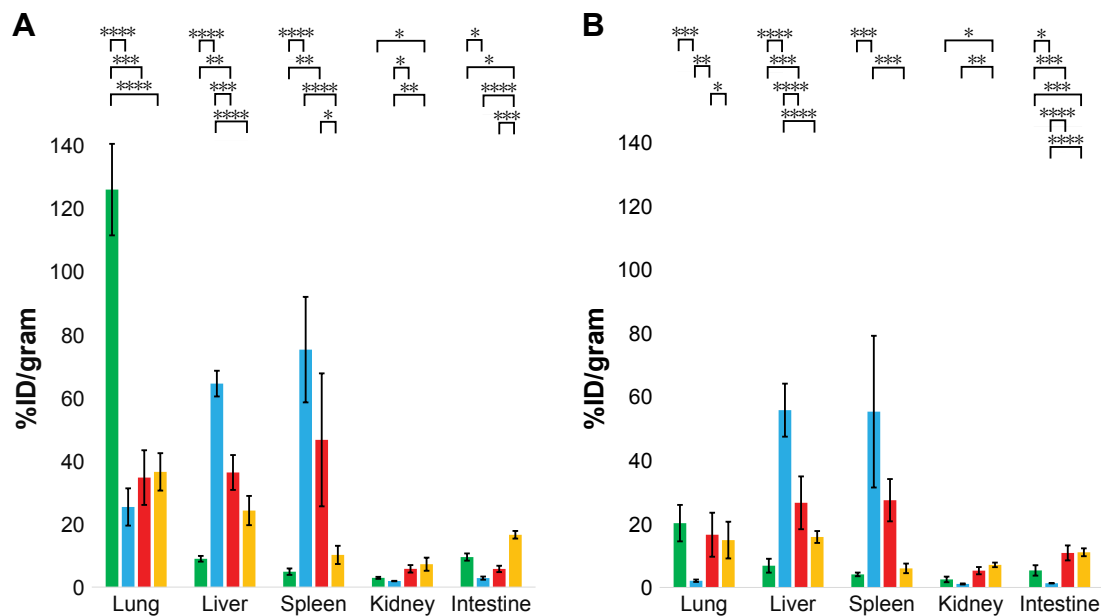 A
B
**** **** **** * *
*** ** ** * *
**** *** **** ** ****
**** * ***
*** **** *** * *
** *** *** ** ***
* **** ***
**** ****
****
%ID/gram
140
120
100
80
60
40
20
0
Lung Liver Spleen Kidney Intestine
%ID/gram
140
120
100
80
60
40
20
0
Lung Liver Spleen Kidney Intestine